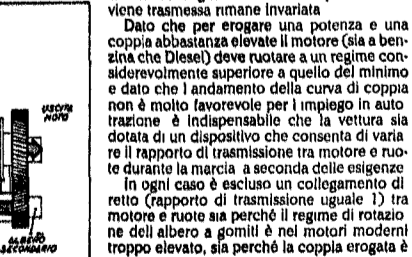 viene trasmessa rimane invariata
Dato che per erogare una potenza e una
coppia abbastanza elevate il motore (sia a ben-
zina che Diesel) deve ruotare a un regime con-
siderevolmente superiore a quello del minimo
e dato che l andamento della curva di coppia
non è molto favorevole per l impiego in auto
trazione è indispensabile che la vettura sia
dotata di un dispositivo che consenta di varia
re il rapporto di trasmissione tra motore e ruo-
te durante la marcia a seconda delle esigenze
In ogni caso è escluso un collegamento di
retto (rapporto di trasmissione uguale 1) tra
motore e ruote sia perché il regime di rotazio
ne dell albero a gomiti è nel motori moderni
troppo elevato, sia perché la coppia erogata è
USCITA
MOTO
ALBERO
SECONDARIO